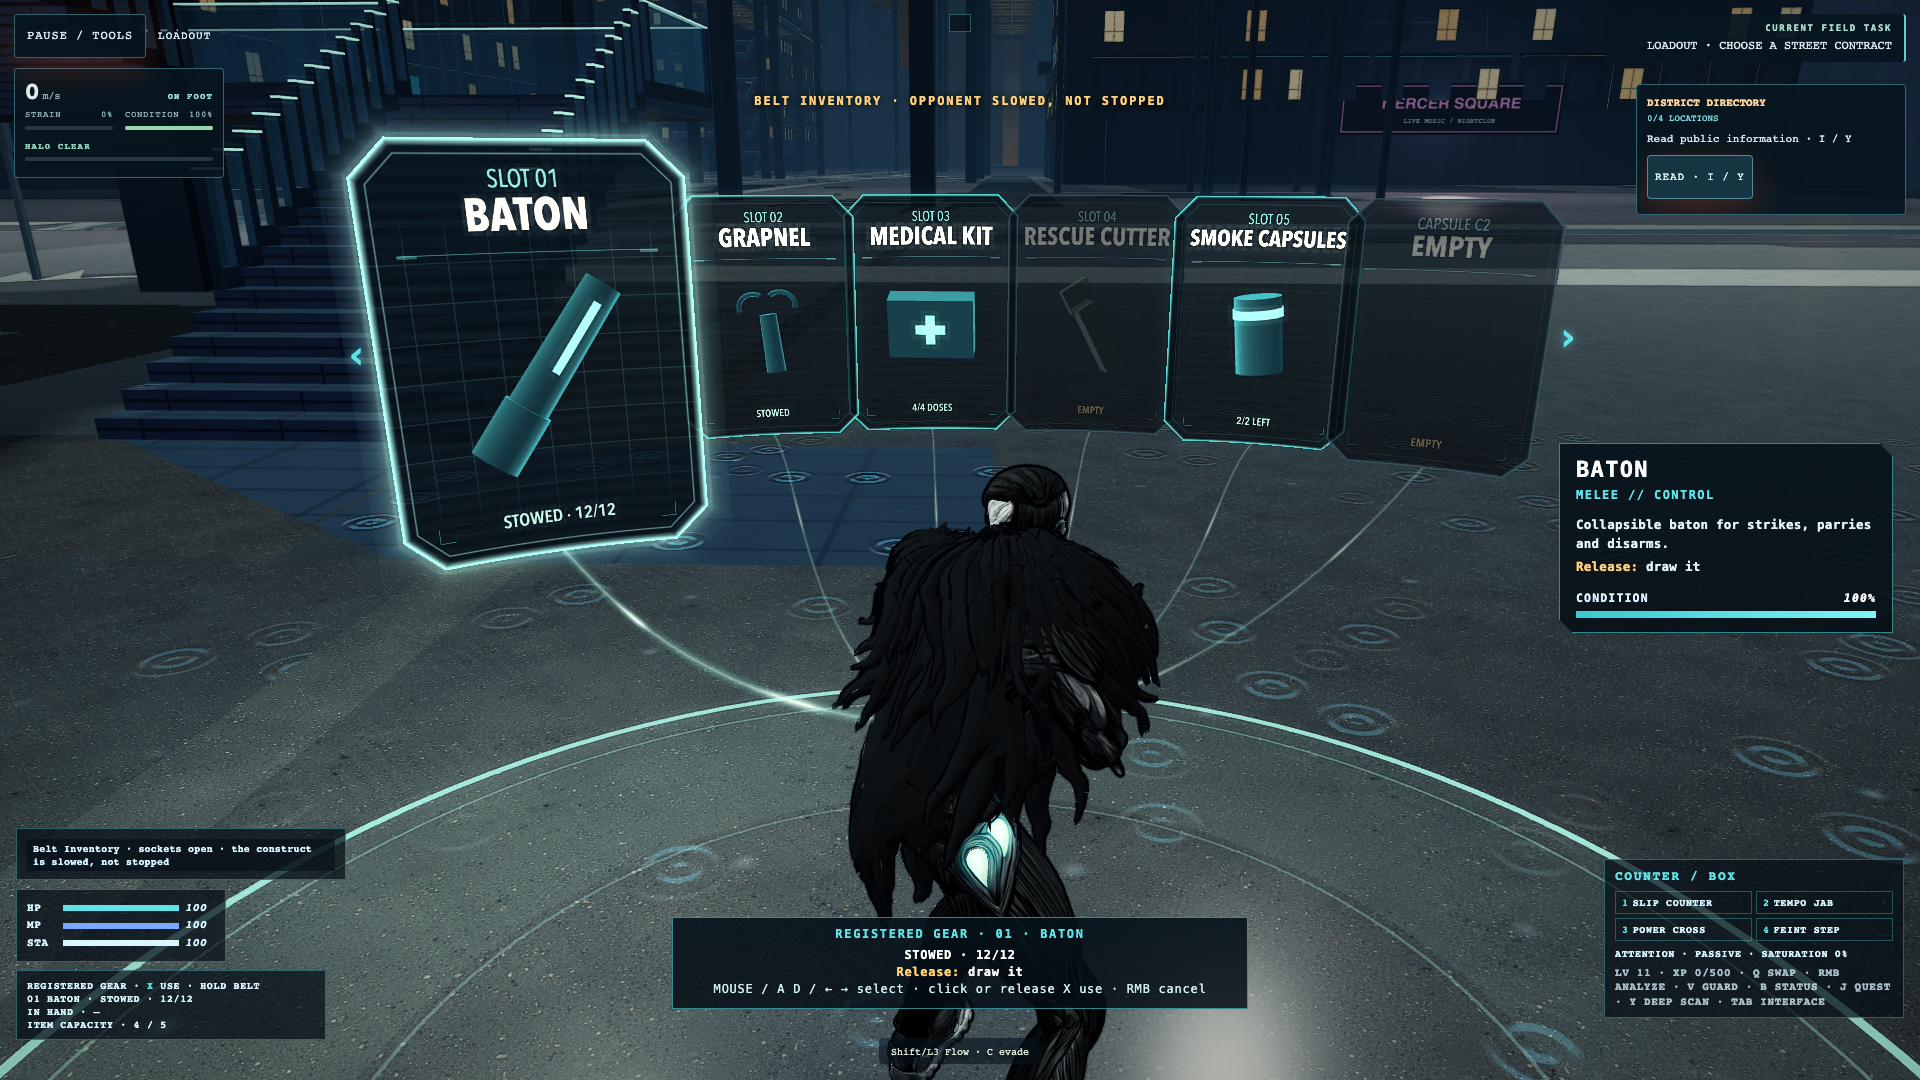 PAUSE / TOOLS
LOADOUT
0 m/s
ON FOOT
STRAIN 0%
CONDITION 100%
HALO CLEAR
BELT INVENTORY · OPPONENT SLOWED, NOT STOPPED
CURRENT FIELD TASK
LOADOUT · CHOOSE A STREET CONTRACT
MERCER SQUARE
LIVE MUSIC / NIGHTCLUB
DISTRICT DIRECTORY
0/4 LOCATIONS
Read public information · I / Y
READ · I / Y
SLOT 01
BATON
STOWED · 12/12
SLOT 02
GRAPNEL
STOWED
SLOT 03
MEDICAL KIT
4/4 DOSES
SLOT 04
RESCUE CUTTER
EMPTY
SLOT 05
SMOKE CAPSULES
2/2 LEFT
CAPSULE C2
EMPTY
EMPTY
‹
›
BATON
MELEE // CONTROL
Collapsible baton for strikes, parries
and disarms.
Release: draw it
CONDITION 100%
Belt Inventory · sockets open · the construct
is slowed, not stopped
HP 100
MP 100
STA 100
REGISTERED GEAR · X USE · HOLD BELT
01 BATON · STOWED · 12/12
IN HAND · —
ITEM CAPACITY · 4 / 5
REGISTERED GEAR · 01 · BATON
STOWED · 12/12
Release: draw it
MOUSE / A D / ← → select · click or release X use · RMB cancel
Shift/L3 Flow · C evade
COUNTER / BOX
1 SLIP COUNTER
2 TEMPO JAB
3 POWER CROSS
4 FEINT STEP
ATTENTION · PASSIVE · SATURATION 0%
LV 11 · XP 0/500 · Q SWAP · RMB
ANALYZE · V GUARD · B STATUS · J QUEST
· Y DEEP SCAN · TAB INTERFACE